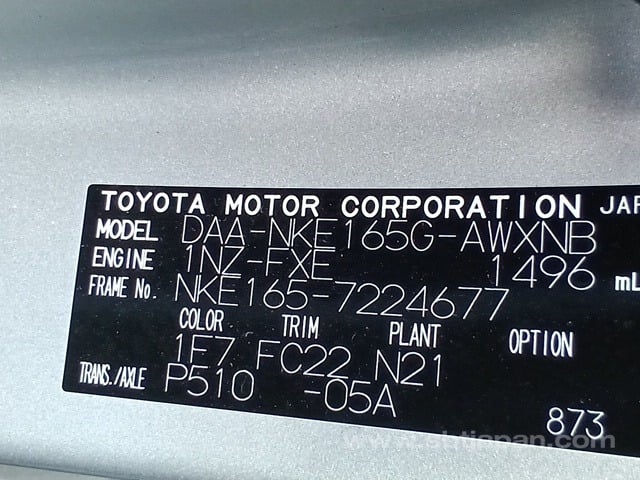 TOYOTA MOTOR CORPORATION JAP
MODEL DAA-NKE165G-AWXNB
ENGINE 1NZ-FXE 1496 mL
FRAME No. NKE165-7224677
COLOR TRIM PLANT OPTION
1F7 FC22 N21
TRANS./AXLE P510 -05A
873